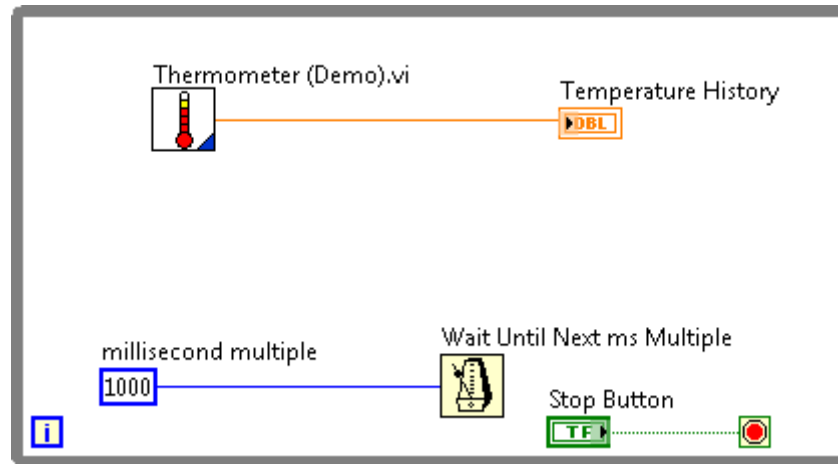 Thermometer (Demo).vi
Temperature History
DBL
millisecond multiple
1000
Wait Until Next ms Multiple
Stop Button
TF
i